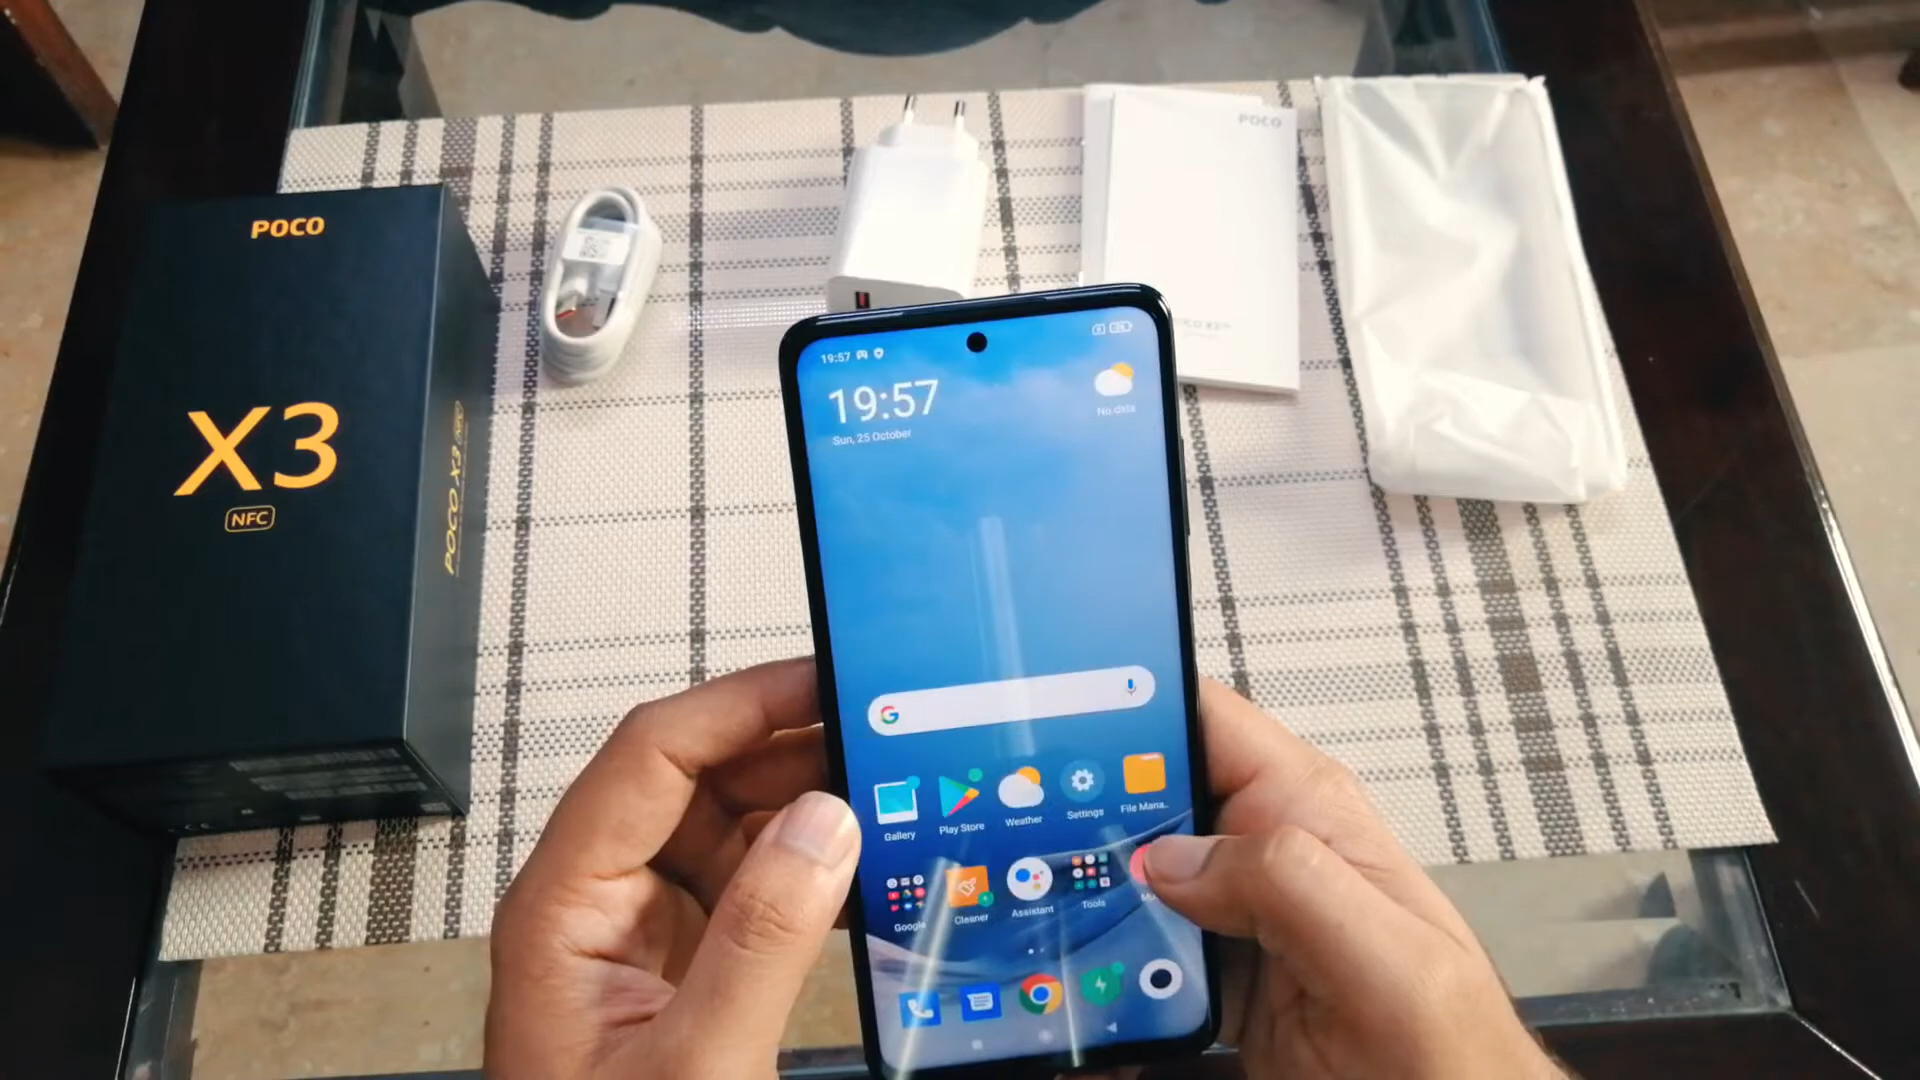 POCO
X3
NFC
POCO X3 NFC
POCO
19:57
19:57
Sun, 25 October
No data
Gallery
Play Store
Weather
Settings
File Mana..
Google
Cleaner
Assistant
Tools